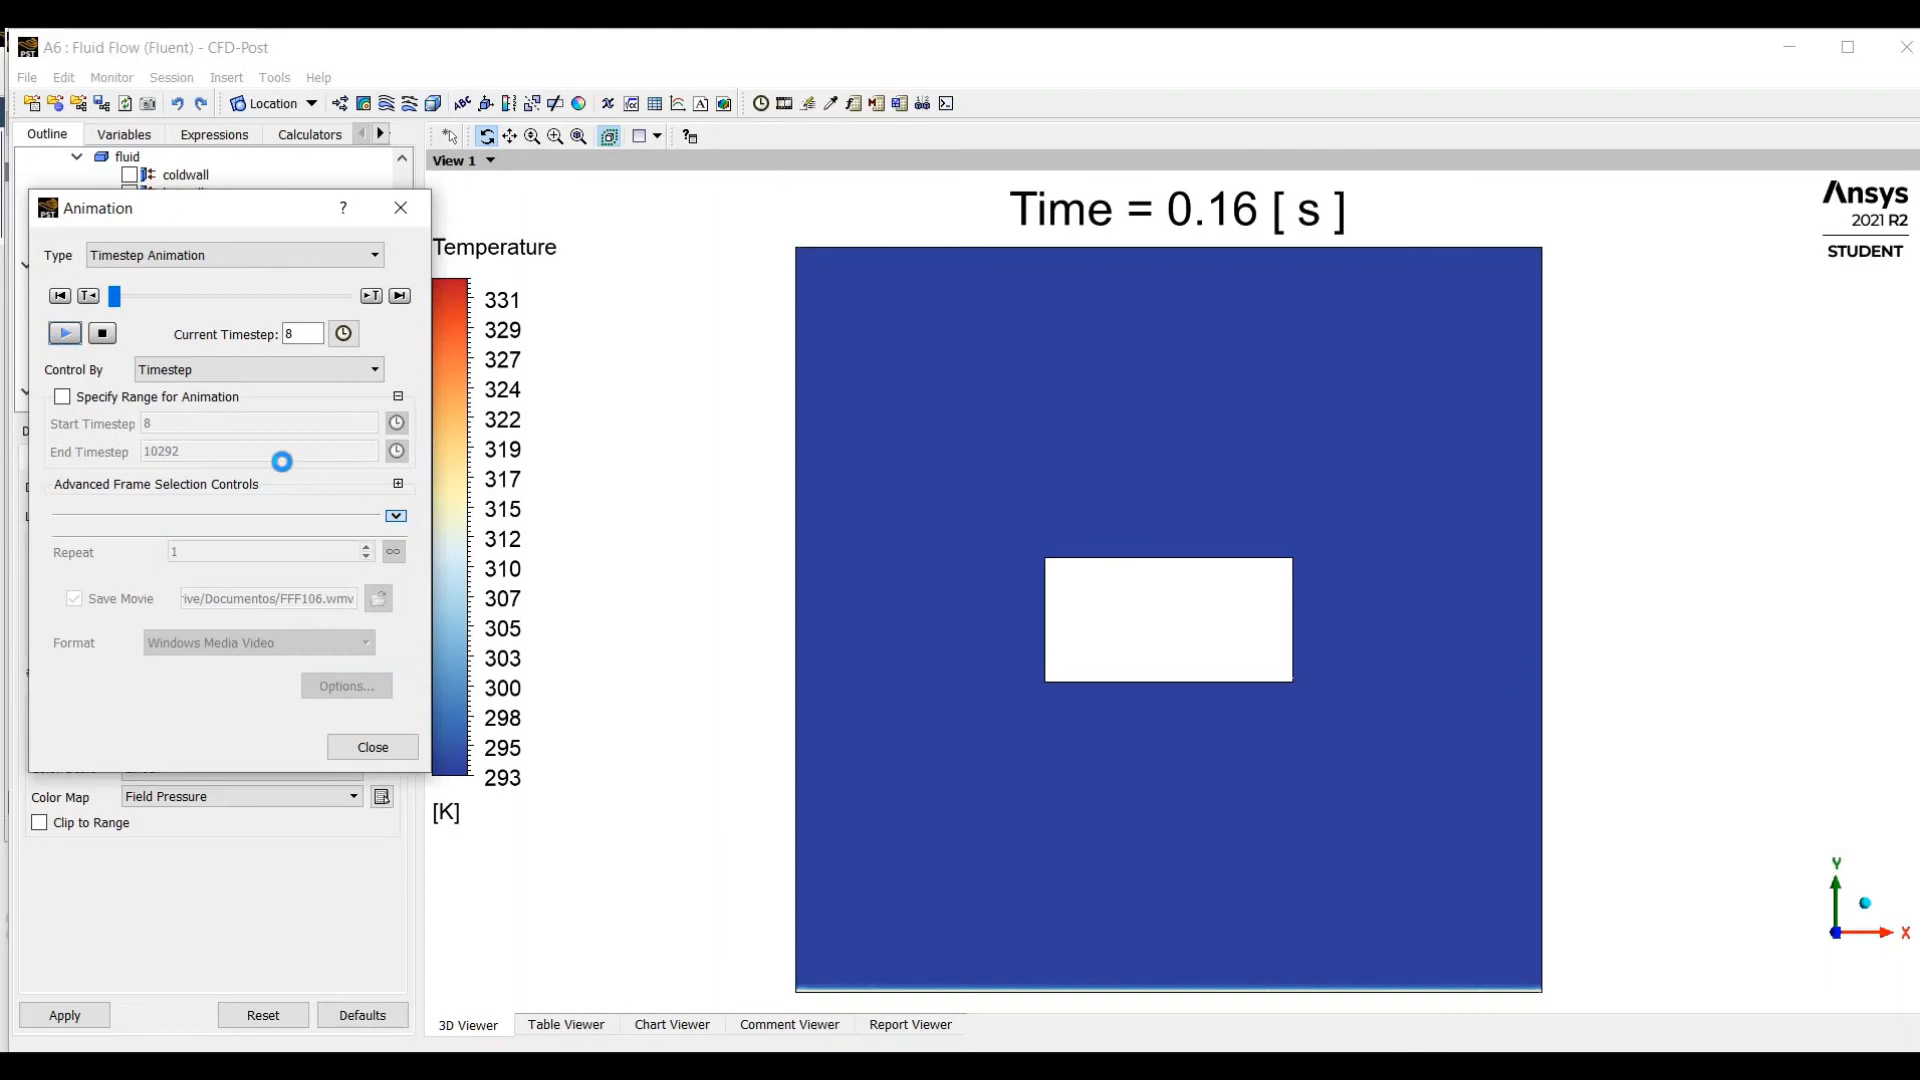 A6 : Fluid Flow (Fluent) - CFD-Post
File Edit Monitor Session Insert Tools Help
Location
Outline Variables Expressions Calculators
View 1
fluid
coldwall
Animation
?
Type Timestep Animation
Current Timestep: 8
Control By Timestep
Specify Range for Animation
Start Timestep 8
End Timestep 10292
Advanced Frame Selection Controls
Repeat 1
Save Movie ive/Documentos/FFF106.wmv
Format Windows Media Video
Options...
Close
Color Map Field Pressure
Clip to Range
Apply Reset Defaults
Time = 0.16 [ s ]
Temperature
331
329
327
324
322
319
317
315
312
310
307
305
303
300
298
295
293
[K]
Ansys
2021 R2
STUDENT
Y
X
3D Viewer Table Viewer Chart Viewer Comment Viewer Report Viewer